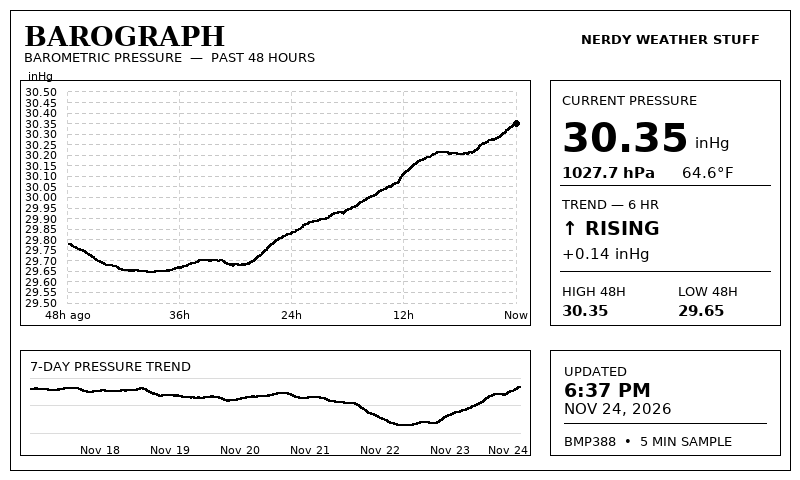 BAROGRAPH
BAROMETRIC PRESSURE — PAST 48 HOURS
NERDY WEATHER STUFF
inHg
30.50
30.45
30.40
30.35
30.30
30.25
30.20
30.15
30.10
30.05
30.00
29.95
29.90
29.85
29.80
29.75
29.70
29.65
29.60
29.55
29.50
48h ago 36h 24h 12h Now
CURRENT PRESSURE
30.35 inHg
1027.7 hPa 64.6°F
TREND — 6 HR
↑ RISING
+0.14 inHg
HIGH 48H LOW 48H
30.35 29.65
7-DAY PRESSURE TREND
Nov 18 Nov 19 Nov 20 Nov 21 Nov 22 Nov 23 Nov 24
UPDATED
6:37 PM
NOV 24, 2026
BMP388 • 5 MIN SAMPLE